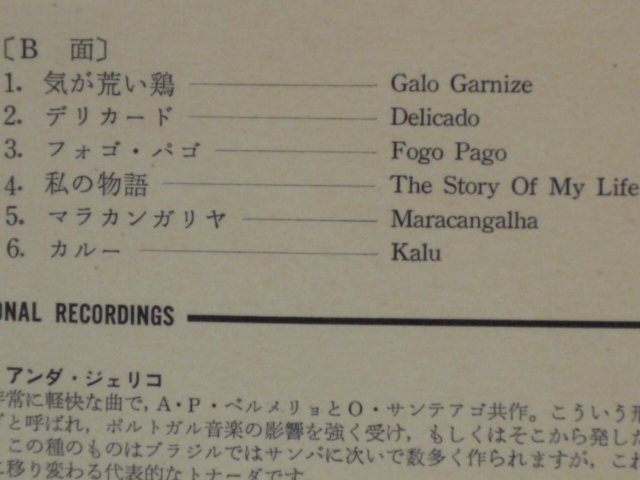 〔B 面〕
1. 気が荒い鶏 Galo Garnize
2. デリカード Delicado
3. フォゴ・パゴ Fogo Pago
4. 私の物語 The Story Of My Life
5. マラカンガリヤ Maracangalha
6. カルー Kalu
ONAL RECORDINGS
アンダ・ジェリコ
非常に軽快な曲で，A・P・ベルメリョとO・サンテアゴ共作。こういう形
と呼ばれ，ポルトガル音楽の影響を強く受け，もしくはそこから発した
この種のものはブラジルではサンバに次いで数多く作られますが，これ
に移り変わる代表的なトナーダです